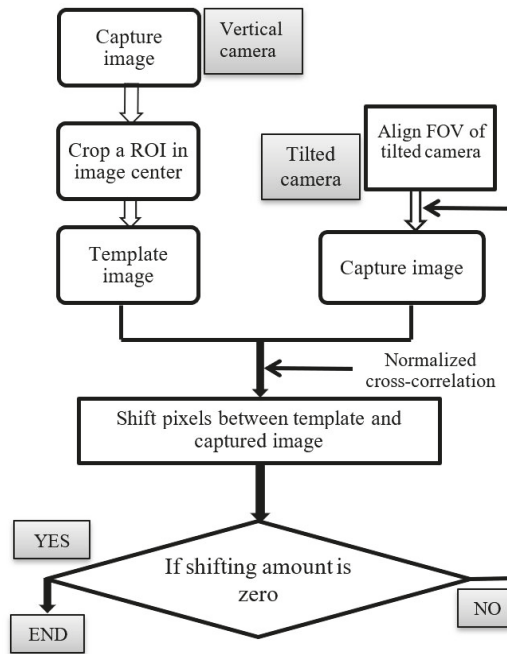 Capture
image
Vertical
camera
Crop a ROI in
image center
Template
image
Tilted
camera
Align FOV of
tilted camera
Capture image
Normalized
cross-correlation
Shift pixels between template and
captured image
If shifting amount is
zero
YES
END
NO